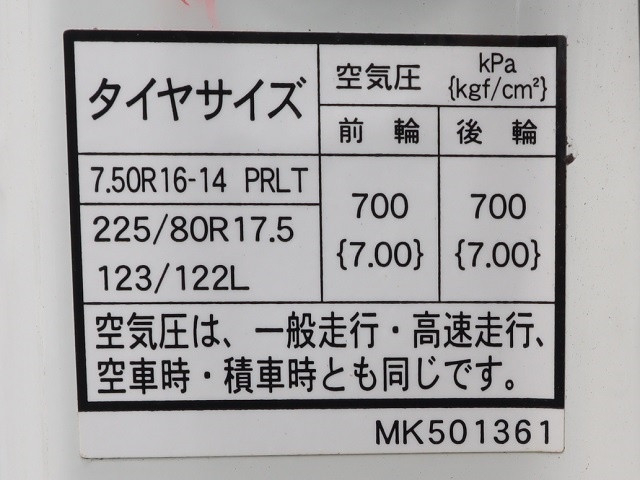 タイヤサイズ
空気圧 kPa
{kgf/cm²}
前輪 後輪
7.50R16-14 PRLT
225/80R17.5
123/122L
700 700
{7.00} {7.00}
空気圧は、一般走行・高速走行、
空車時・積車時とも同じです。
MK501361